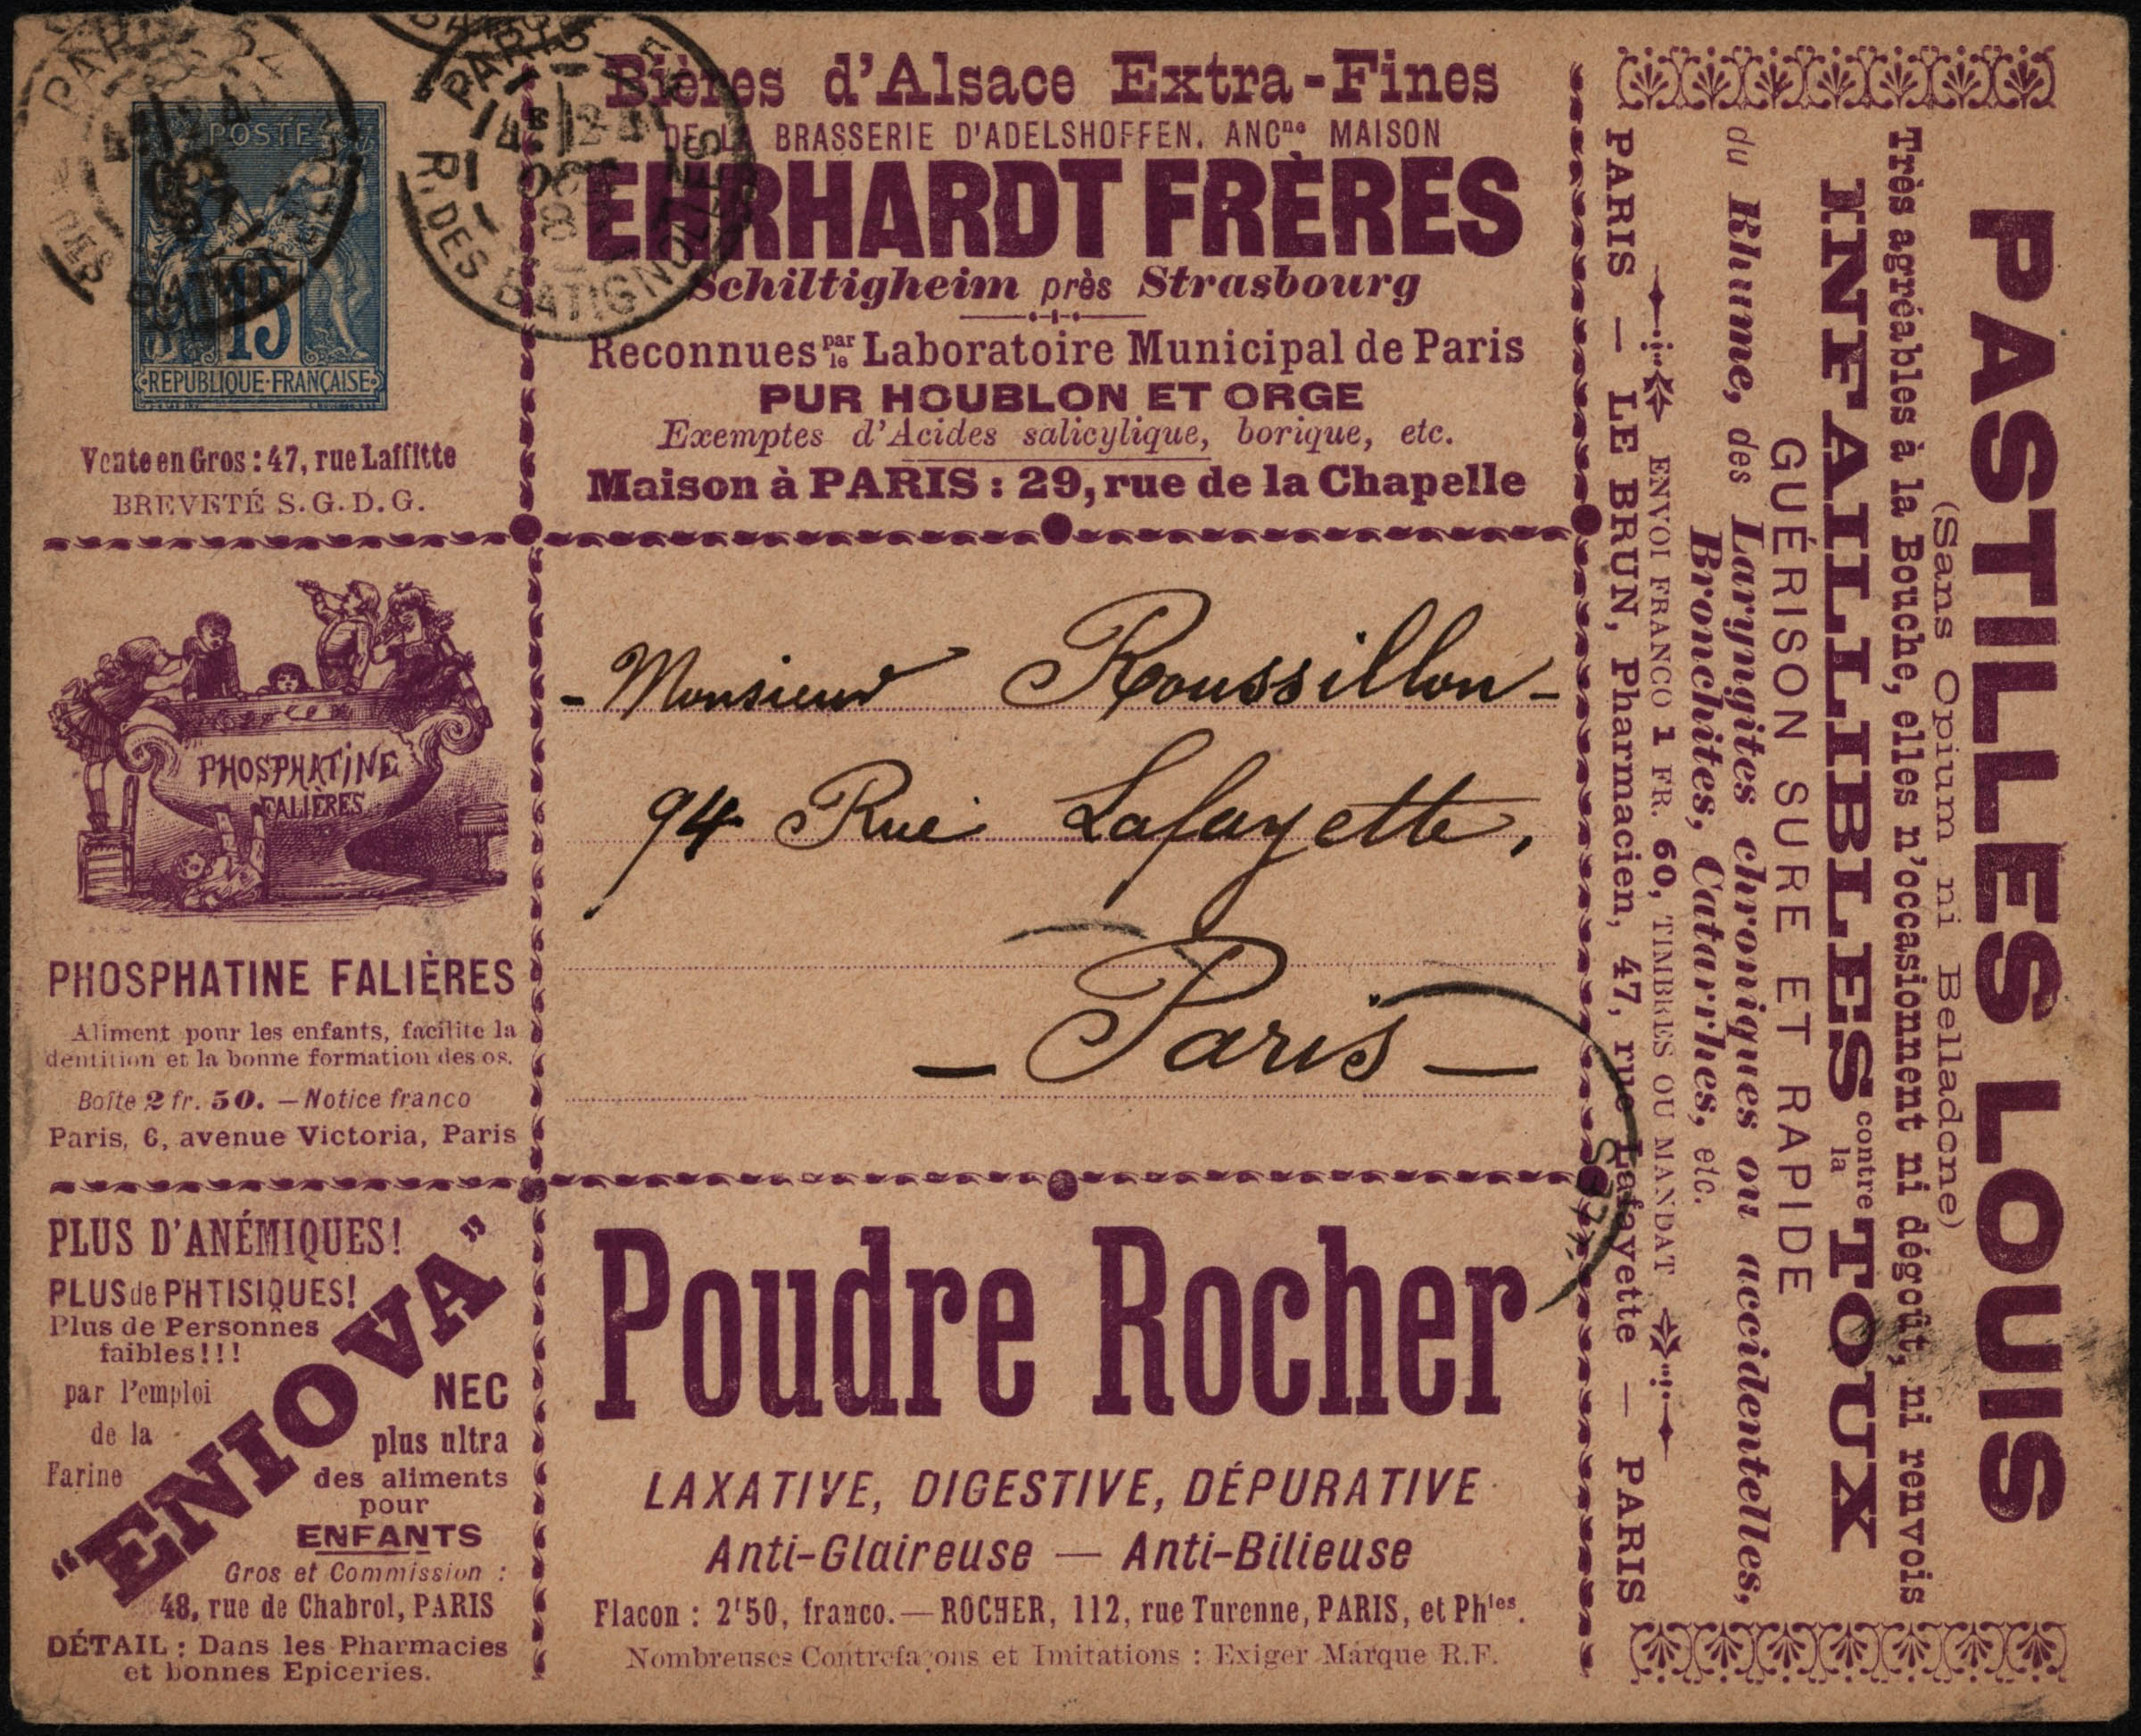 POSTES
15
REPUBLIQUE·FRANÇAISE
PARIS
R. DES BATIGNOLLES
Vente en Gros : 47, rue Laffitte
BREVETÉ S.G.D.G.
Bières d'Alsace Extra-Fines
DE LA BRASSERIE D'ADELSHOFFEN. ANCne MAISON
EHRHARDT FRÈRES
Schiltigheim près Strasbourg
Reconnues par le Laboratoire Municipal de Paris
PUR HOUBLON ET ORGE
Exemptes d'Acides salicylique, borique, etc.
Maison à PARIS : 29, rue de la Chapelle
PHOSPHATINE
FALIÈRES
PHOSPHATINE FALIÈRES
Aliment pour les enfants, facilite la
dentition et la bonne formation des os.
Boîte 2 fr. 50. — Notice franco
Paris, 6, avenue Victoria, Paris
- Monsieur Roussillon -
94 Rue Lafayette,
- Paris -
PLUS D'ANÉMIQUES!
PLUS de PHTISIQUES!
Plus de Personnes
faibles!!!
par l'emploi
de la
Farine
“ENIOVA”
NEC
plus ultra
des aliments
pour
ENFANTS
Gros et Commission :
48, rue de Chabrol, PARIS
DÉTAIL : Dans les Pharmacies
et bonnes Epiceries.
Poudre Rocher
LAXATIVE, DIGESTIVE, DÉPURATIVE
Anti-Glaireuse — Anti-Bilieuse
Flacon : 2f50, franco. — ROCHER, 112, rue Turenne, PARIS, et Phies.
Nombreuses Contrefaçons et Imitations : Exiger Marque R.F.
PASTILLES LOUIS
(Sans Opium ni Belladone)
Très agréables à la Bouche, elles n'occasionnent ni dégoût, ni renvois
INFAILLIBLES contre la TOUX
GUÉRISON SURE ET RAPIDE
du Rhume, des Laryngites chroniques ou accidentelles,
Bronchites, Catarrhes, etc.
ENVOI FRANCO 1 FR. 60, TIMBRES OU MANDAT
PARIS — LE BRUN, Pharmacien, 47, rue Lafayette — PARIS